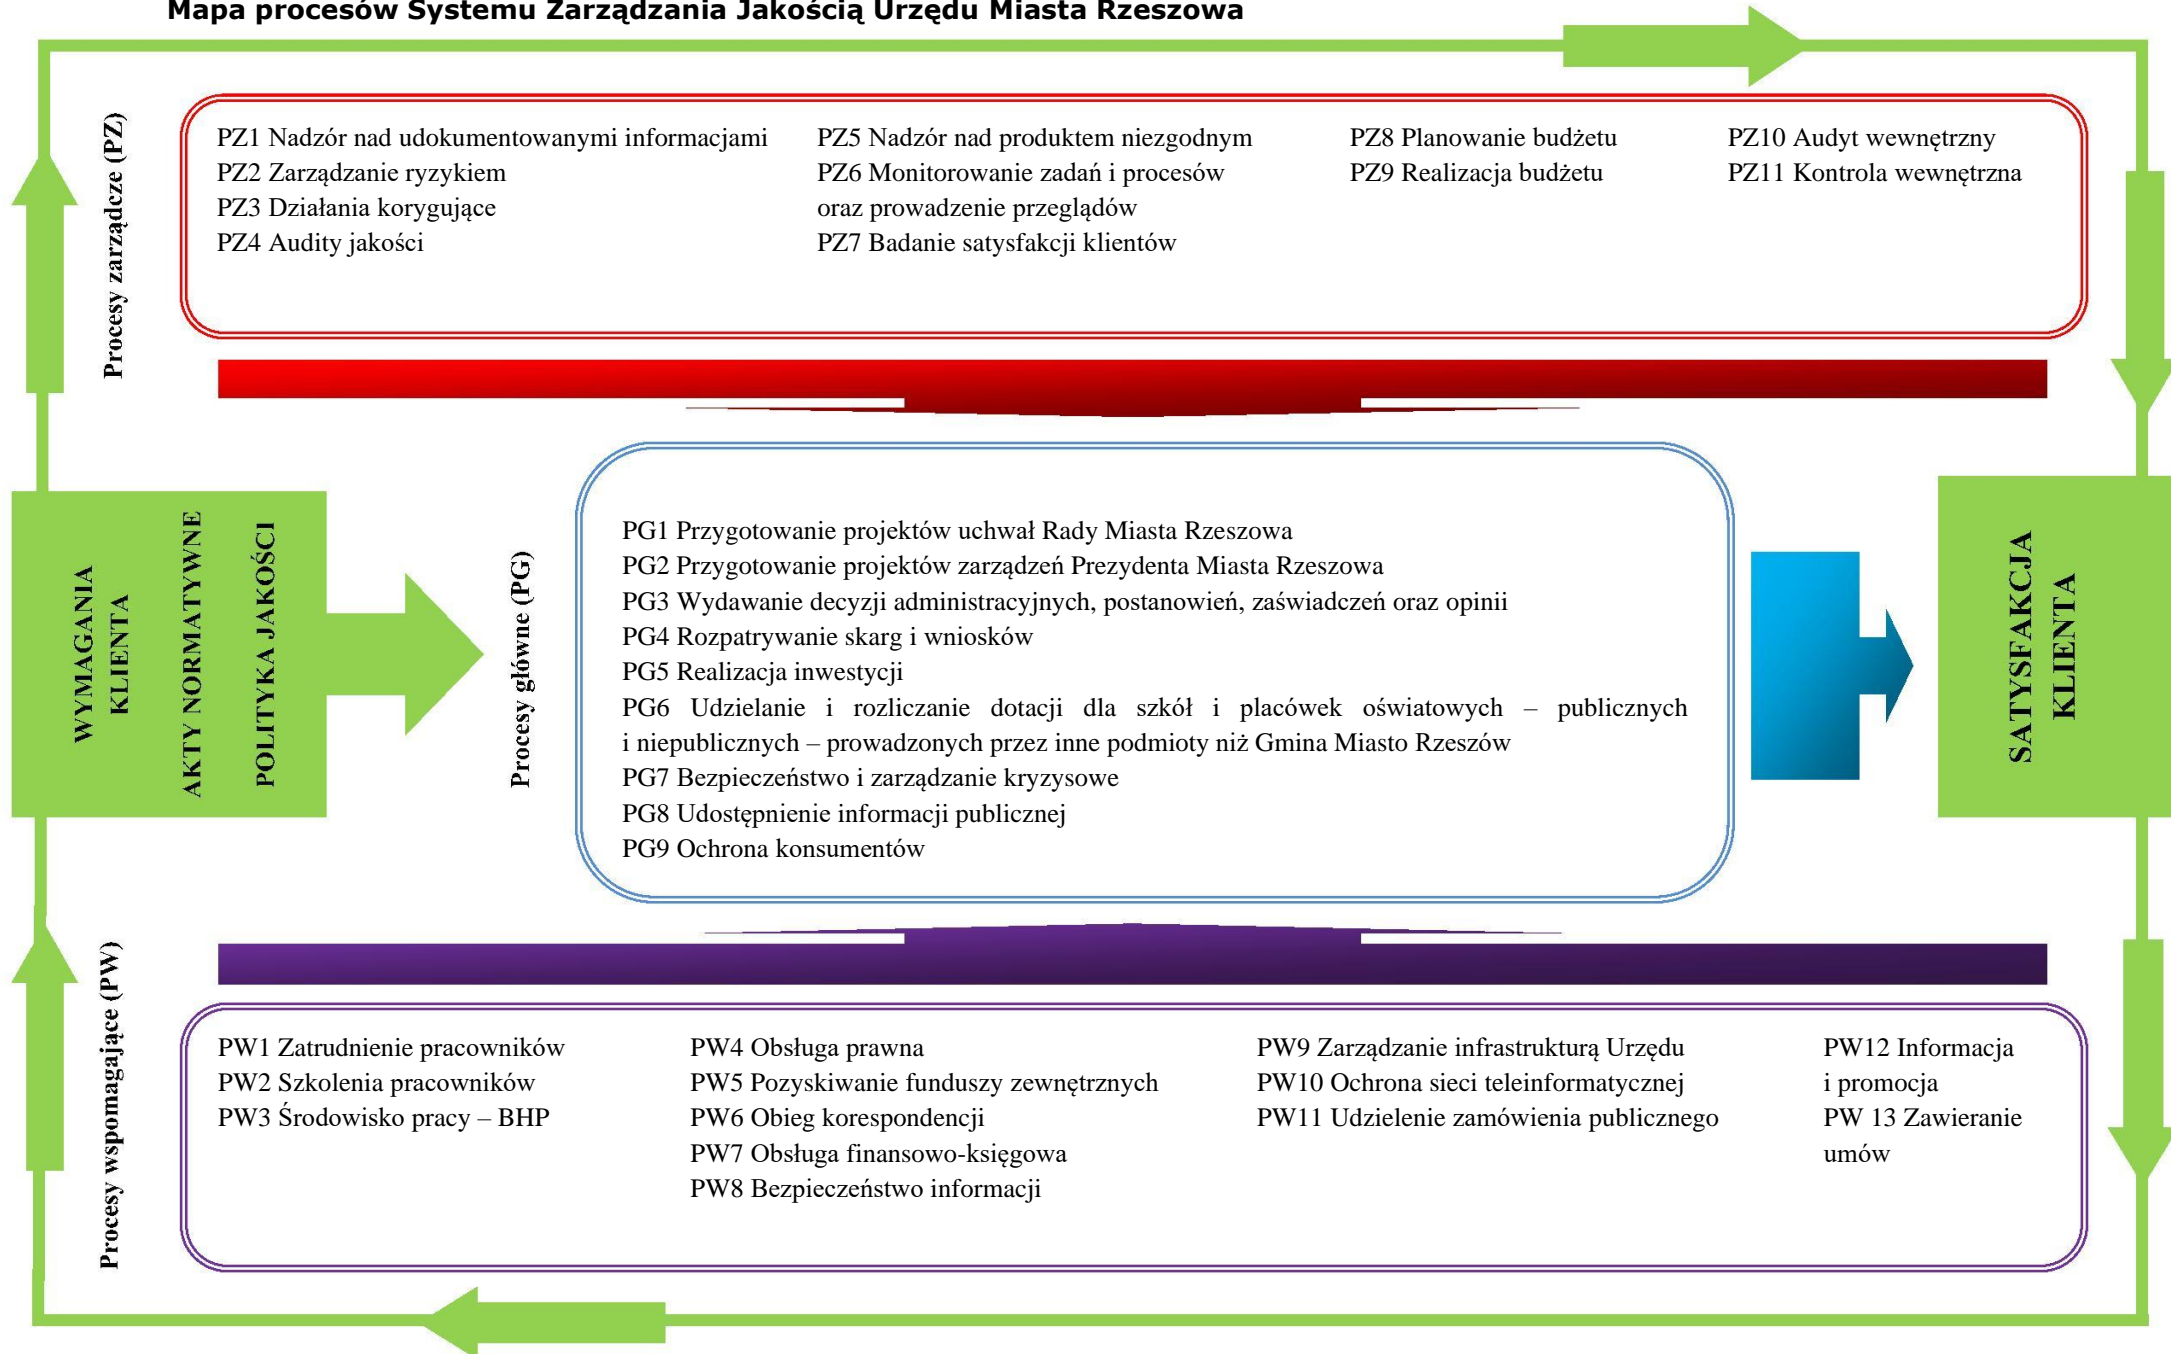 Mapa procesów Systemu Zarządzania Jakością Urzędu Miasta Rzeszowa
Procesy zarządcze (PZ)
PZ1 Nadzór nad udokumentowanymi informacjami
PZ2 Zarządzanie ryzykiem
PZ3 Działania korygujące
PZ4 Audity jakości
PZ5 Nadzór nad produktem niezgodnym
PZ6 Monitorowanie zadań i procesów
oraz prowadzenie przeglądów
PZ7 Badanie satysfakcji klientów
PZ8 Planowanie budżetu
PZ9 Realizacja budżetu
PZ10 Audyt wewnętrzny
PZ11 Kontrola wewnętrzna
WYMAGANIA
KLIENTA
AKTY NORMATYWNE
POLITYKA JAKOŚCI
Procesy główne (PG)
PG1 Przygotowanie projektów uchwał Rady Miasta Rzeszowa
PG2 Przygotowanie projektów zarządzeń Prezydenta Miasta Rzeszowa
PG3 Wydawanie decyzji administracyjnych, postanowień, zaświadczeń oraz opinii
PG4 Rozpatrywanie skarg i wniosków
PG5 Realizacja inwestycji
PG6 Udzielanie i rozliczanie dotacji dla szkół i placówek oświatowych – publicznych
i niepublicznych – prowadzonych przez inne podmioty niż Gmina Miasto Rzeszów
PG7 Bezpieczeństwo i zarządzanie kryzysowe
PG8 Udostępnienie informacji publicznej
PG9 Ochrona konsumentów
SATYSFAKCJA
KLIENTA
Procesy wspomagające (PW)
PW1 Zatrudnienie pracowników
PW2 Szkolenia pracowników
PW3 Środowisko pracy – BHP
PW4 Obsługa prawna
PW5 Pozyskiwanie funduszy zewnętrznych
PW6 Obieg korespondencji
PW7 Obsługa finansowo-księgowa
PW8 Bezpieczeństwo informacji
PW9 Zarządzanie infrastrukturą Urzędu
PW10 Ochrona sieci teleinformatycznej
PW11 Udzielenie zamówienia publicznego
PW12 Informacja
i promocja
PW 13 Zawieranie
umów